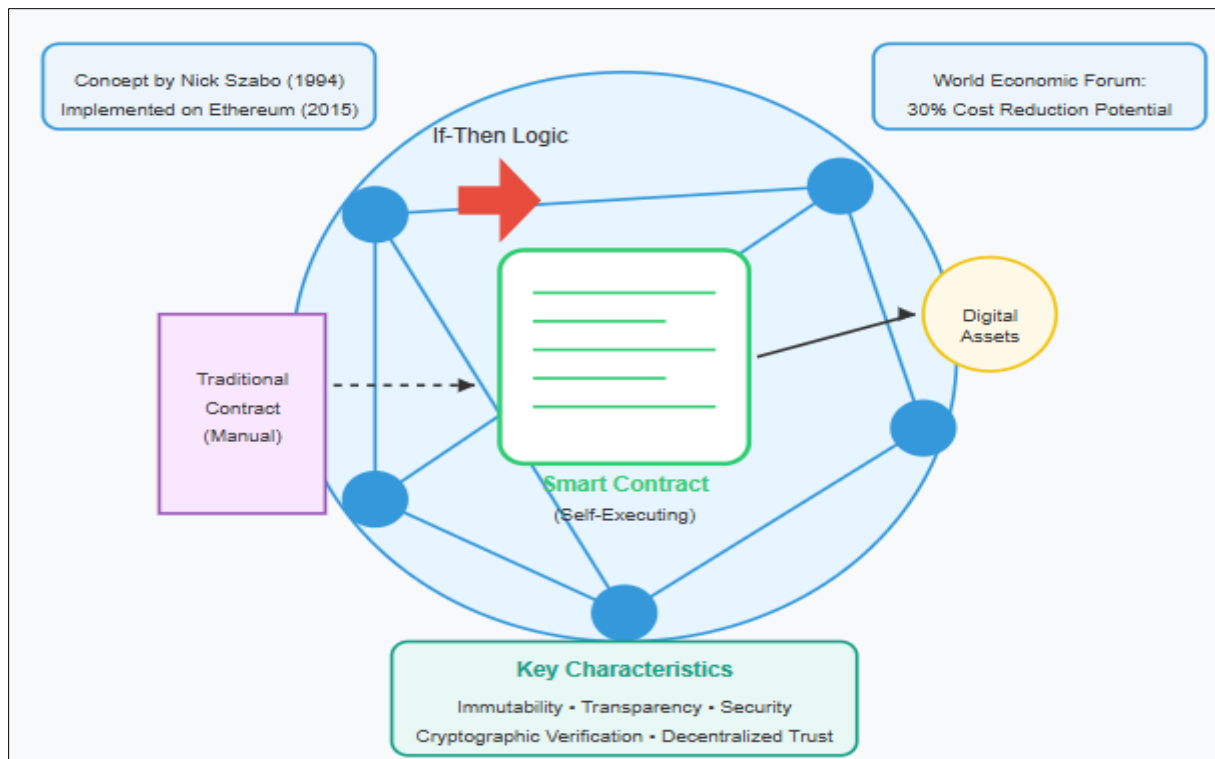 Concept by Nick Szabo (1994)
Implemented on Ethereum (2015)
World Economic Forum:
30% Cost Reduction Potential
If-Then Logic
Digital
Assets
Traditional
Contract
(Manual)
Smart Contract
(Self-Executing)
Key Characteristics
Immutability • Transparency • Security
Cryptographic Verification • Decentralized Trust